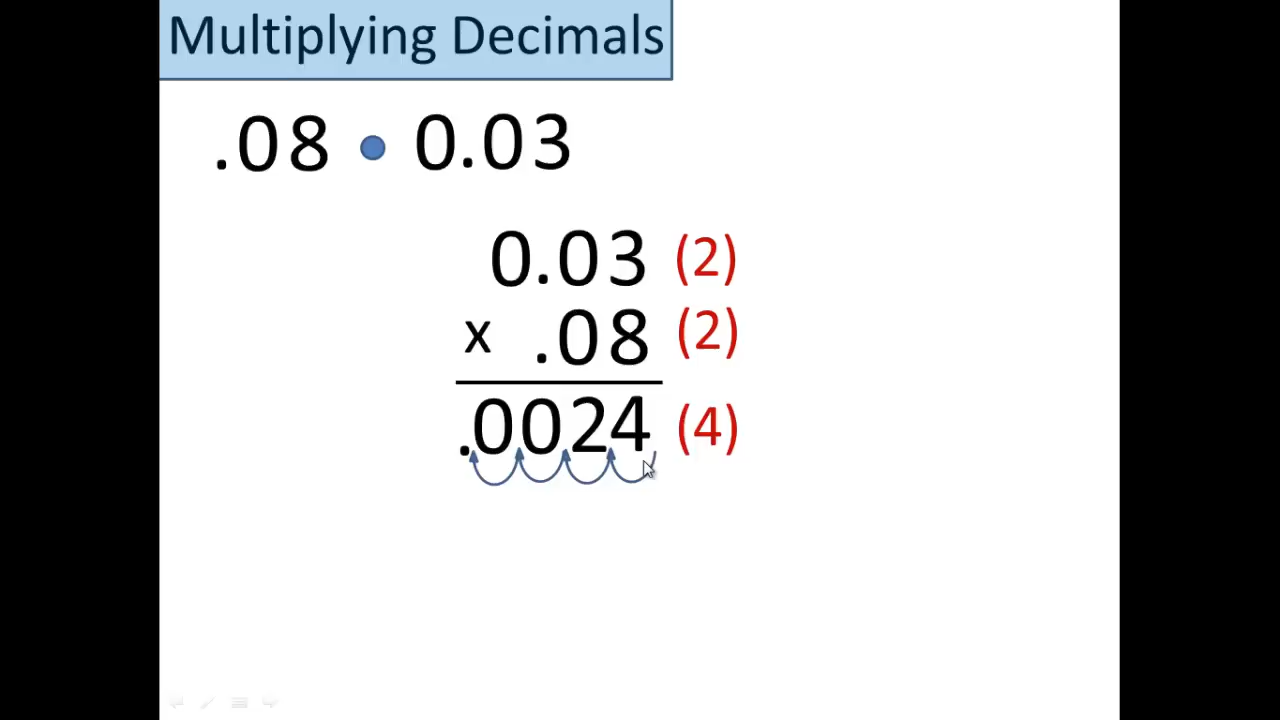 Multiplying Decimals
.08 • 0.03
0.03 (2)
x .08 (2)
.0024 (4)